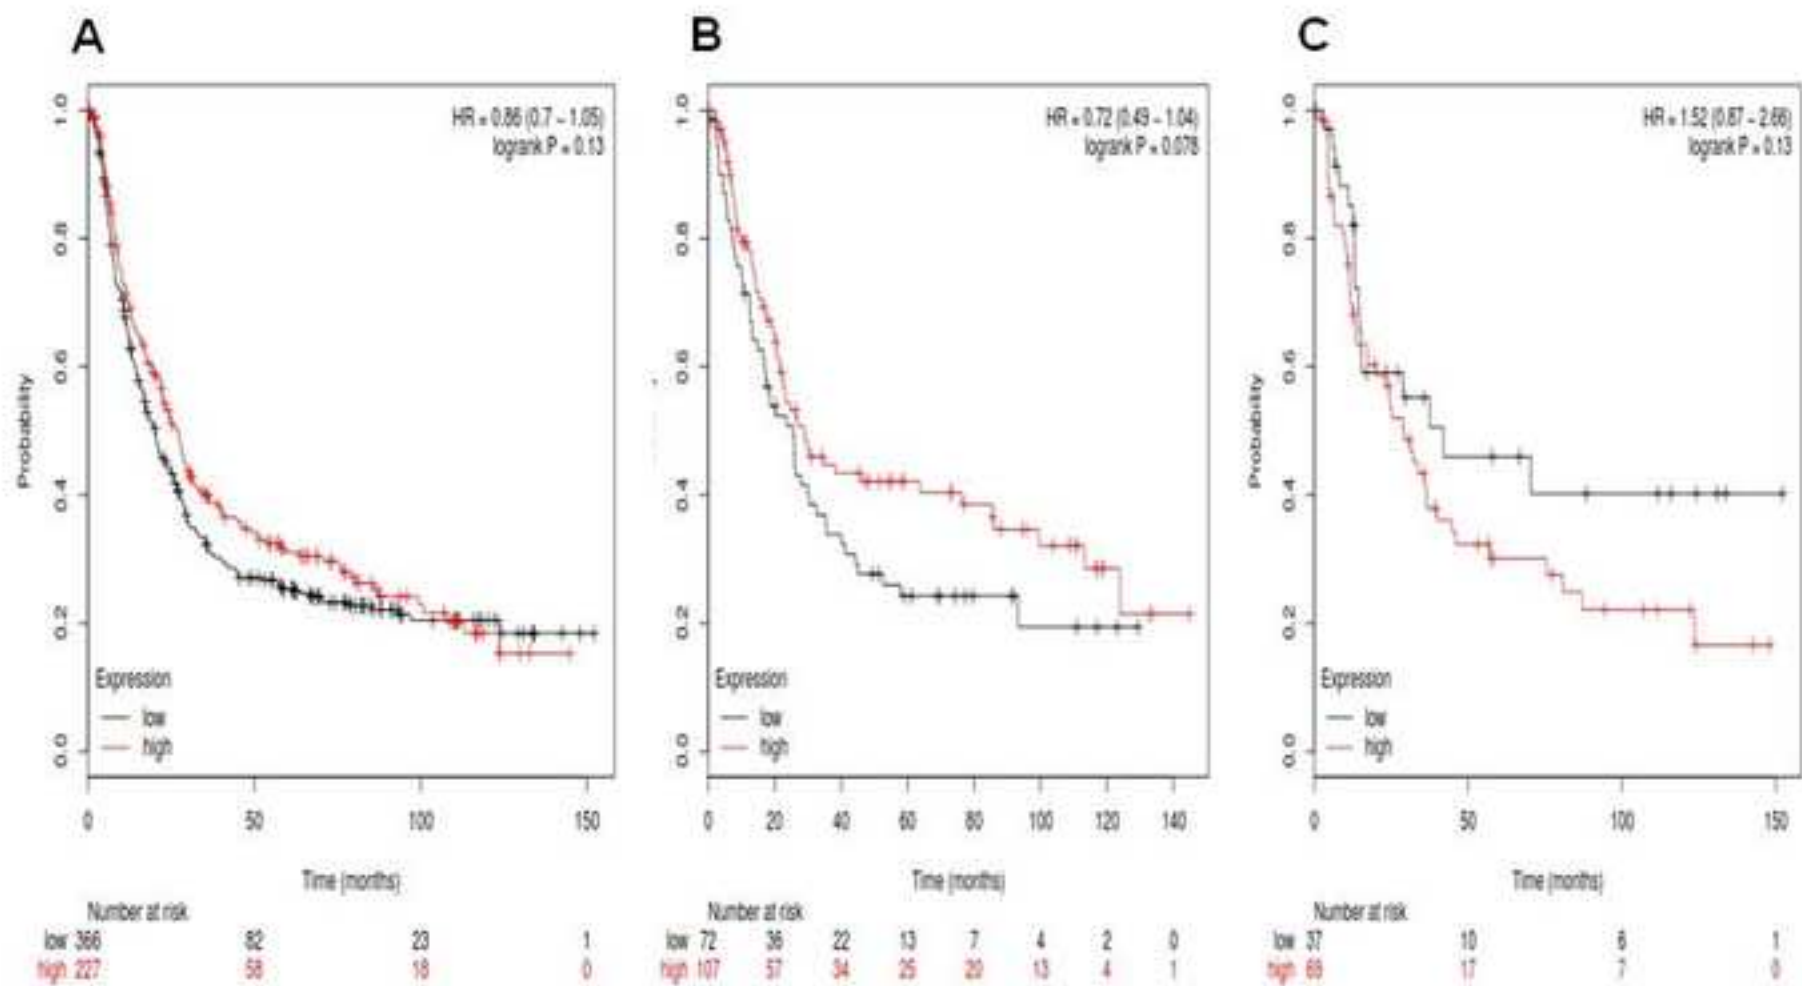 A
HR = 0.86 (0.7 – 1.05)
logrank P = 0.13
Probability
1.0
0.8
0.6
0.4
0.2
0.0
Expression
low
high
0 50 100 150
Time (months)
Number at risk
low 366 82 23 1
high 227 58 18 0
B
HR = 0.72 (0.49 – 1.04)
logrank P = 0.078
1.0
0.8
0.6
0.4
0.2
0.0
Expression
low
high
0 20 40 60 80 100 120 140
Time (months)
Number at risk
low 72 36 22 13 7 4 2 0
high 107 57 34 25 20 13 4 1
C
HR = 1.52 (0.87 – 2.66)
logrank P = 0.13
Probability
1.0
0.8
0.6
0.4
0.2
0.0
Expression
low
high
0 50 100 150
Time (months)
Number at risk
low 37 10 6 1
high 17 7 0